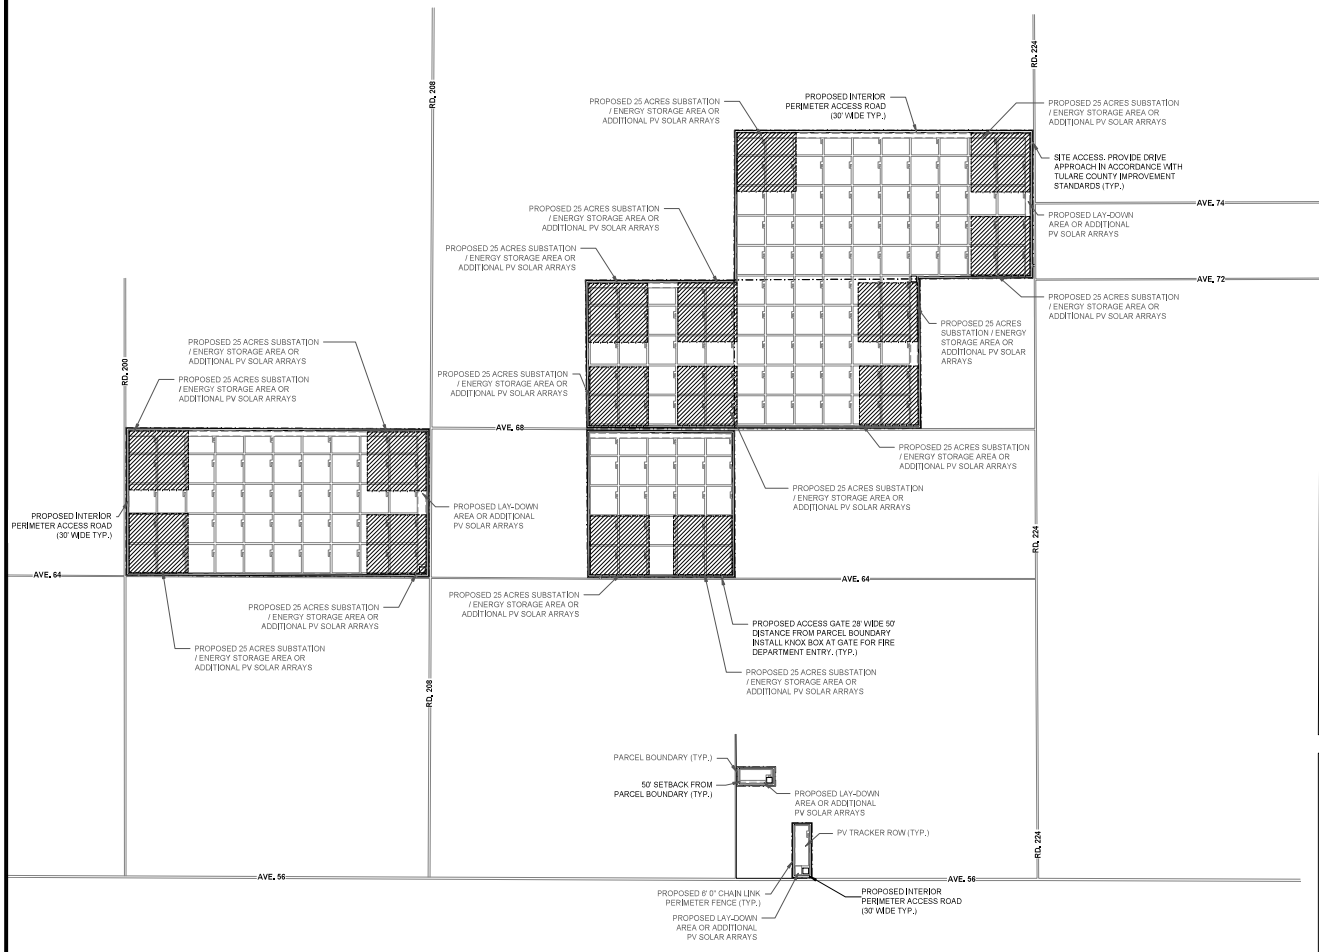 RD. 208
RD. 224
PROPOSED INTERIOR
PERIMETER ACCESS ROAD
(30' WIDE TYP.)
PROPOSED 25 ACRES SUBSTATION
/ ENERGY STORAGE AREA OR
ADDITIONAL PV SOLAR ARRAYS
PROPOSED 25 ACRES SUBSTATION
/ ENERGY STORAGE AREA OR
ADDITIONAL PV SOLAR ARRAYS
SITE ACCESS. PROVIDE DRIVE
APPROACH IN ACCORDANCE WITH
TULARE COUNTY IMPROVEMENT
STANDARDS (TYP.)
AVE. 74
PROPOSED 25 ACRES SUBSTATION
/ ENERGY STORAGE AREA OR
ADDITIONAL PV SOLAR ARRAYS
PROPOSED LAY-DOWN
AREA OR ADDITIONAL
PV SOLAR ARRAYS
PROPOSED 25 ACRES SUBSTATION
/ ENERGY STORAGE AREA OR
ADDITIONAL PV SOLAR ARRAYS
AVE. 72
PROPOSED 25 ACRES SUBSTATION
/ ENERGY STORAGE AREA OR
ADDITIONAL PV SOLAR ARRAYS
PROPOSED 25 ACRES
SUBSTATION / ENERGY
STORAGE AREA OR
ADDITIONAL PV SOLAR
ARRAYS
PROPOSED 25 ACRES SUBSTATION
/ ENERGY STORAGE AREA OR
ADDITIONAL PV SOLAR ARRAYS
RD. 200
PROPOSED 25 ACRES SUBSTATION
/ ENERGY STORAGE AREA OR
ADDITIONAL PV SOLAR ARRAYS
PROPOSED 25 ACRES SUBSTATION
/ ENERGY STORAGE AREA OR
ADDITIONAL PV SOLAR ARRAYS
AVE. 68
PROPOSED 25 ACRES SUBSTATION
/ ENERGY STORAGE AREA OR
ADDITIONAL PV SOLAR ARRAYS
PROPOSED 25 ACRES SUBSTATION
/ ENERGY STORAGE AREA OR
ADDITIONAL PV SOLAR ARRAYS
PROPOSED INTERIOR
PERIMETER ACCESS ROAD
(30' WIDE TYP.)
PROPOSED LAY-DOWN
AREA OR ADDITIONAL
PV SOLAR ARRAYS
RD. 224
AVE. 64
AVE. 64
PROPOSED 25 ACRES SUBSTATION
/ ENERGY STORAGE AREA OR
ADDITIONAL PV SOLAR ARRAYS
PROPOSED 25 ACRES SUBSTATION
/ ENERGY STORAGE AREA OR
ADDITIONAL PV SOLAR ARRAYS
PROPOSED ACCESS GATE 28' WIDE 50'
DISTANCE FROM PARCEL BOUNDARY
INSTALL KNOX BOX AT GATE FOR FIRE
DEPARTMENT ENTRY. (TYP.)
PROPOSED 25 ACRES SUBSTATION
/ ENERGY STORAGE AREA OR
ADDITIONAL PV SOLAR ARRAYS
PROPOSED 25 ACRES SUBSTATION
/ ENERGY STORAGE AREA OR
ADDITIONAL PV SOLAR ARRAYS
RD. 208
PARCEL BOUNDARY (TYP.)
50' SETBACK FROM
PARCEL BOUNDARY (TYP.)
PROPOSED LAY-DOWN
AREA OR ADDITIONAL
PV SOLAR ARRAYS
PV TRACKER ROW (TYP.)
RD. 224
AVE. 56
AVE. 56
PROPOSED 6' 0" CHAIN LINK
PERIMETER FENCE (TYP.)
PROPOSED INTERIOR
PERIMETER ACCESS ROAD
(30' WIDE TYP.)
PROPOSED LAY-DOWN
AREA OR ADDITIONAL
PV SOLAR ARRAYS